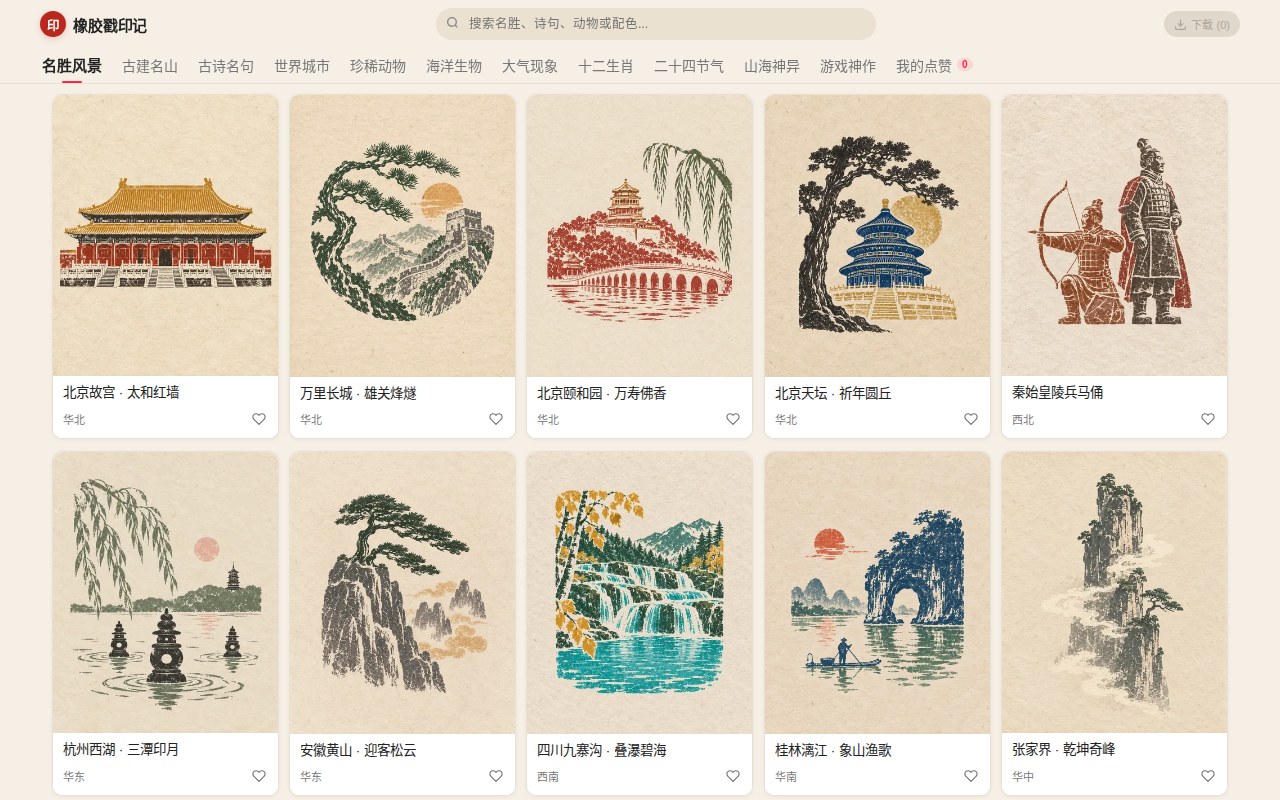 印 橡胶戳印记
搜索名胜、诗句、动物或配色...
下载 (0)
名胜风景 古建名山 古诗名句 世界城市 珍稀动物 海洋生物 大气现象 十二生肖 二十四节气 山海神异 游戏神作 我的点赞 0
北京故宫 · 太和红墙
华北
万里长城 · 雄关烽燧
华北
北京颐和园 · 万寿佛香
华北
北京天坛 · 祈年圆丘
华北
秦始皇陵兵马俑
西北
杭州西湖 · 三潭印月
华东
安徽黄山 · 迎客松云
华东
四川九寨沟 · 叠瀑碧海
西南
桂林漓江 · 象山渔歌
华南
张家界 · 乾坤奇峰
华中